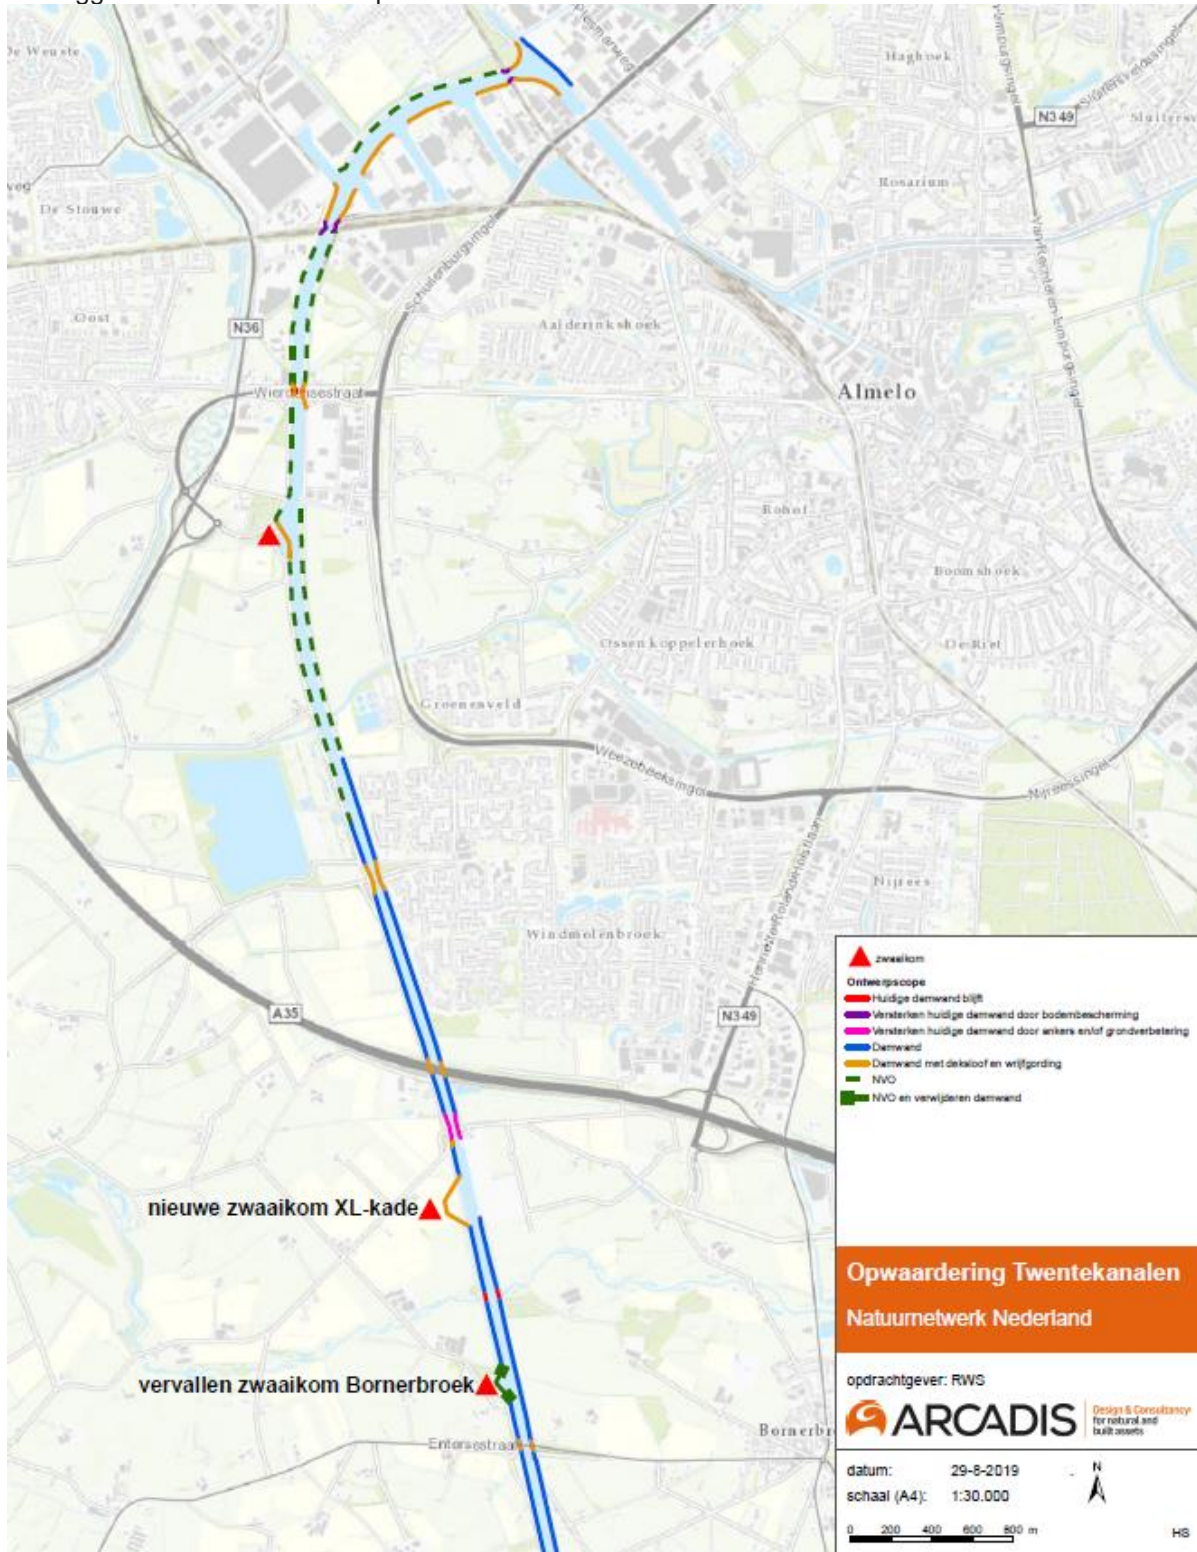 De Weuste
Haghoek
N349
Rosarium
De Stouwe
Oost
N36
Schuilenburgsingel
Aalderinkshoek
Almelo
Rohof
Boomshoek
Ossenkoppelerhoek
De Riet
Groeneveld
Weezebeeksingel
Nijreessingel
Nijrees
Windmolenbroek
A35
N349
nieuwe zwaaikom XL-kade
vervallen zwaaikom Bornerbroek
Entersestraat
zwaaikom
Ontwerpscope
Huidige damwand blijft
Versterken huidige damwand door bodembescherming
Versterken huidige damwand door ankers en/of grondverbetering
Damwand
Damwand met deksloof en wrijfgording
NVO
NVO en verwijderen damwand
Opwaardering Twentekanalen
Natuurnetwerk Nederland
opdrachtgever: RWS
ARCADIS
Design & Consultancy
for natural and
built assets
datum: 29-8-2019
schaal (A4): 1:30.000
N
0 200 400 600 800 m
HS